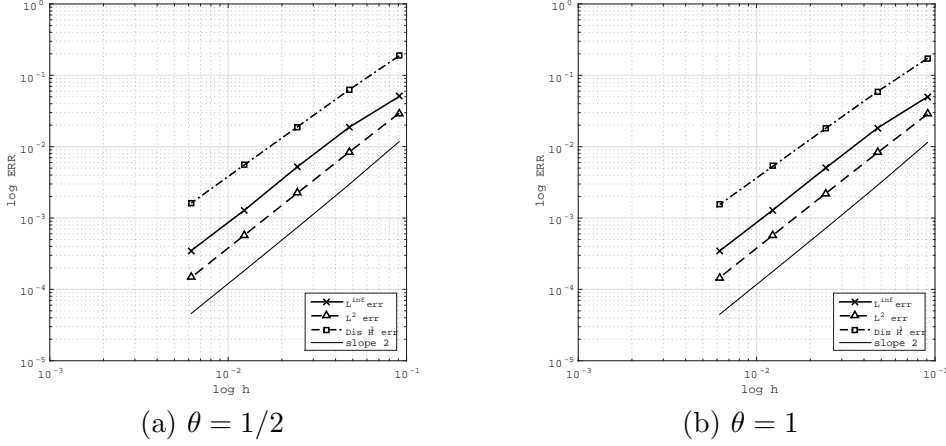 10^0
10^0
10^-1
10^-1
10^-2
10^-2
log ERR
log ERR
10^-3
10^-3
10^-4
10^-4
L^inf err
L^2 err
Dis H^1 err
slope 2
L^inf err
L^2 err
Dis H^1 err
slope 2
10^-5
10^-5
10^-3
10^-2
10^-1
10^-3
10^-2
10^-1
log h
log h
(a) θ = 1/2
(b) θ = 1